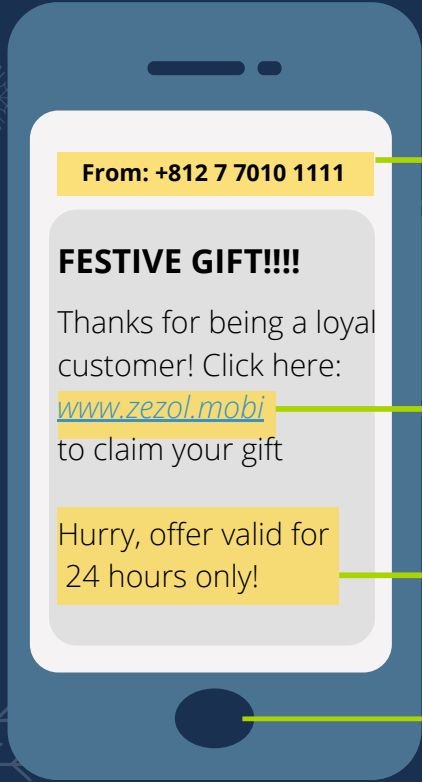 From: +812 7 7010 1111
FESTIVE GIFT!!!!
Thanks for being a loyal
customer! Click here:
www.zezol.mobi
to claim your gift
Hurry, offer valid for
24 hours only!